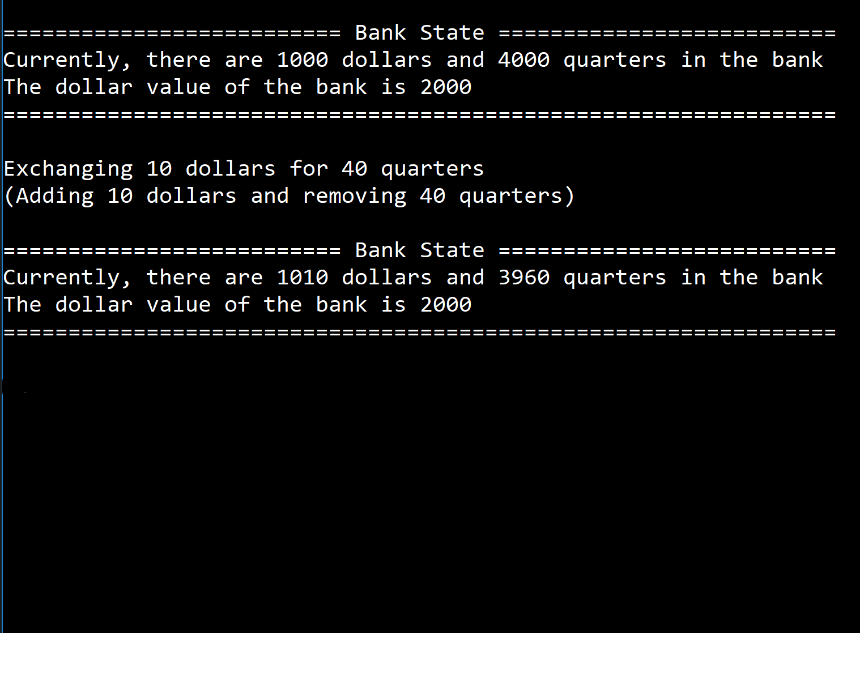 ========================== Bank State ==========================
Currently, there are 1000 dollars and 4000 quarters in the bank
The dollar value of the bank is 2000
================================================================
Exchanging 10 dollars for 40 quarters
(Adding 10 dollars and removing 40 quarters)
========================== Bank State ==========================
Currently, there are 1010 dollars and 3960 quarters in the bank
The dollar value of the bank is 2000
================================================================